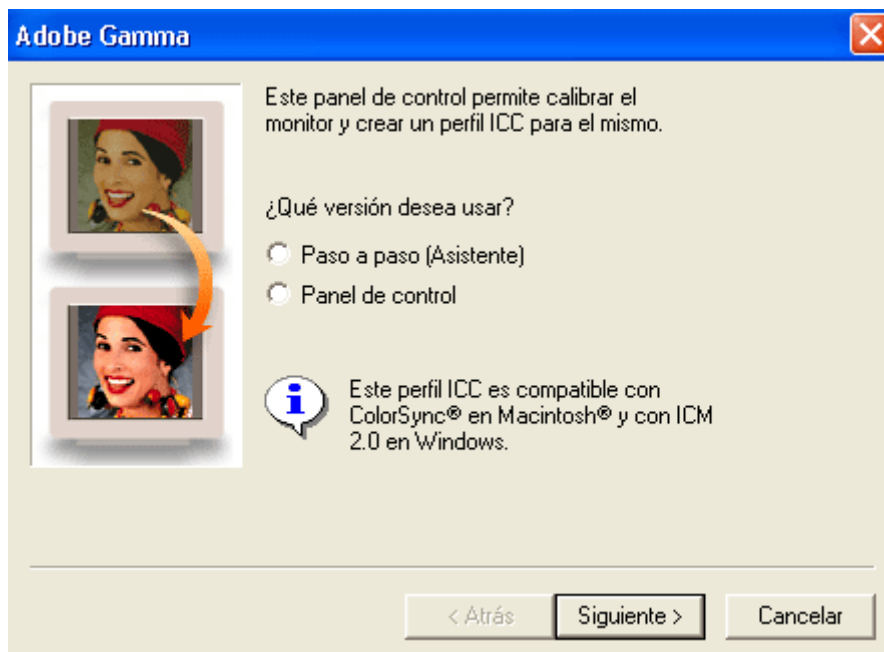 Adobe Gamma
Este panel de control permite calibrar el
monitor y crear un perfil ICC para el mismo.
¿Qué versión desea usar?
Paso a paso (Asistente)
Panel de control
Este perfil ICC es compatible con
ColorSync® en Macintosh® y con ICM
2.0 en Windows.
< Atrás
Siguiente >
Cancelar